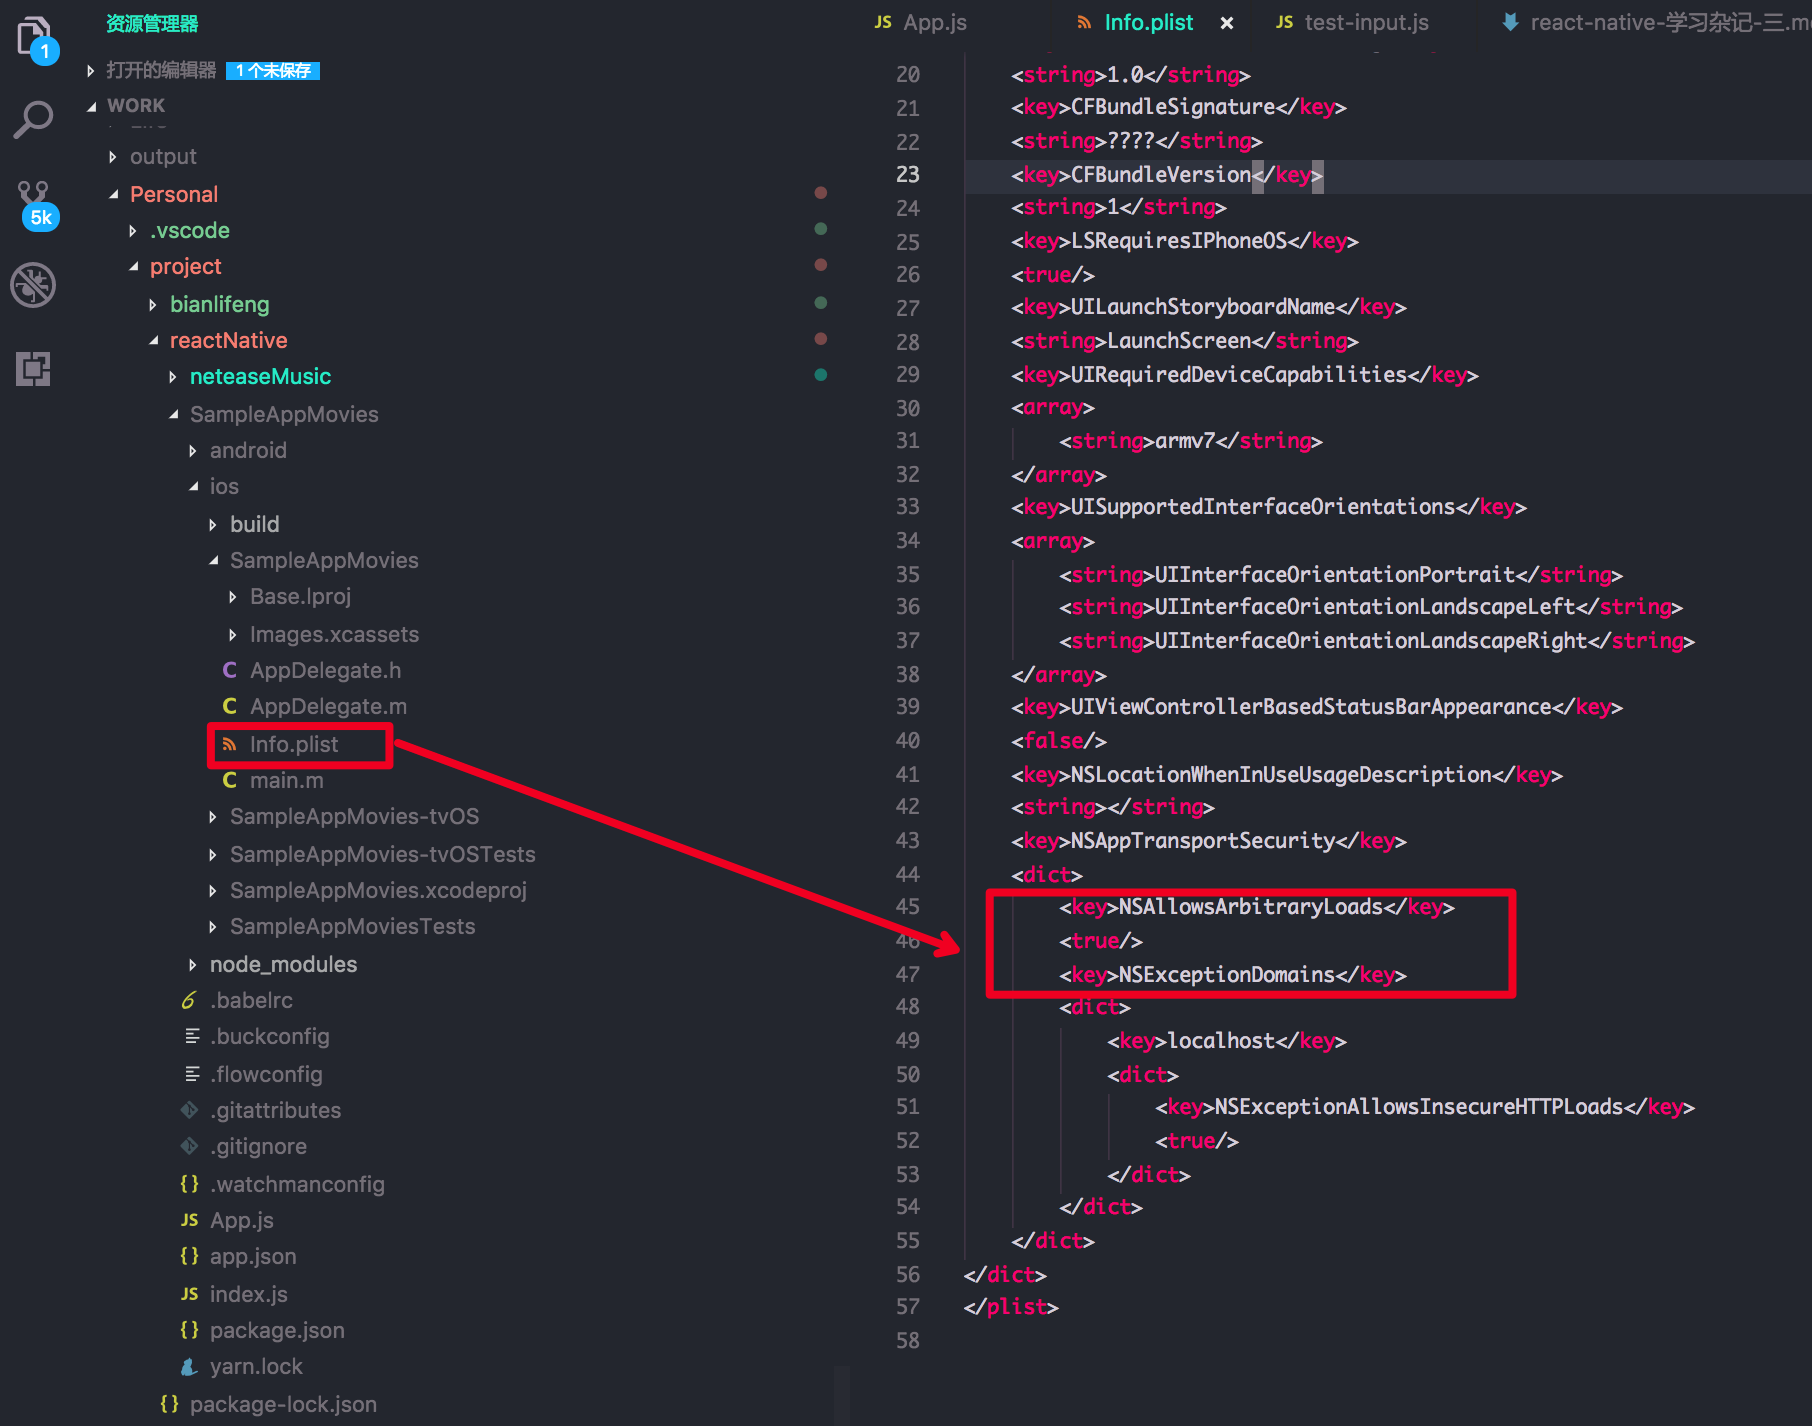 资源管理器
打开的编辑器 1 个未保存
WORK
output
Personal
.vscode
project
bianlifeng
reactNative
neteaseMusic
SampleAppMovies
android
ios
build
SampleAppMovies
Base.lproj
Images.xcassets
C AppDelegate.h
C AppDelegate.m
Info.plist
C main.m
SampleAppMovies-tvOS
SampleAppMovies-tvOSTests
SampleAppMovies.xcodeproj
SampleAppMoviesTests
node_modules
6 .babelrc
.buckconfig
.flowconfig
.gitattributes
.gitignore
{} .watchmanconfig
JS App.js
{} app.json
JS index.js
{} package.json
yarn.lock
{} package-lock.json
1
5k
JS App.js Info.plist × JS test-input.js react-native-学习杂记-三.m
20 <string>1.0</string>
21 <key>CFBundleSignature</key>
22 <string>????</string>
23 <key>CFBundleVersion</key>
24 <string>1</string>
25 <key>LSRequiresIPhoneOS</key>
26 <true/>
27 <key>UILaunchStoryboardName</key>
28 <string>LaunchScreen</string>
29 <key>UIRequiredDeviceCapabilities</key>
30 <array>
31 <string>armv7</string>
32 </array>
33 <key>UISupportedInterfaceOrientations</key>
34 <array>
35 <string>UIInterfaceOrientationPortrait</string>
36 <string>UIInterfaceOrientationLandscapeLeft</string>
37 <string>UIInterfaceOrientationLandscapeRight</string>
38 </array>
39 <key>UIViewControllerBasedStatusBarAppearance</key>
40 <false/>
41 <key>NSLocationWhenInUseUsageDescription</key>
42 <string></string>
43 <key>NSAppTransportSecurity</key>
44 <dict>
45 <key>NSAllowsArbitraryLoads</key>
46 <true/>
47 <key>NSExceptionDomains</key>
48 <dict>
49 <key>localhost</key>
50 <dict>
51 <key>NSExceptionAllowsInsecureHTTPLoads</key>
52 <true/>
53 </dict>
54 </dict>
55 </dict>
56 </dict>
57 </plist>
58